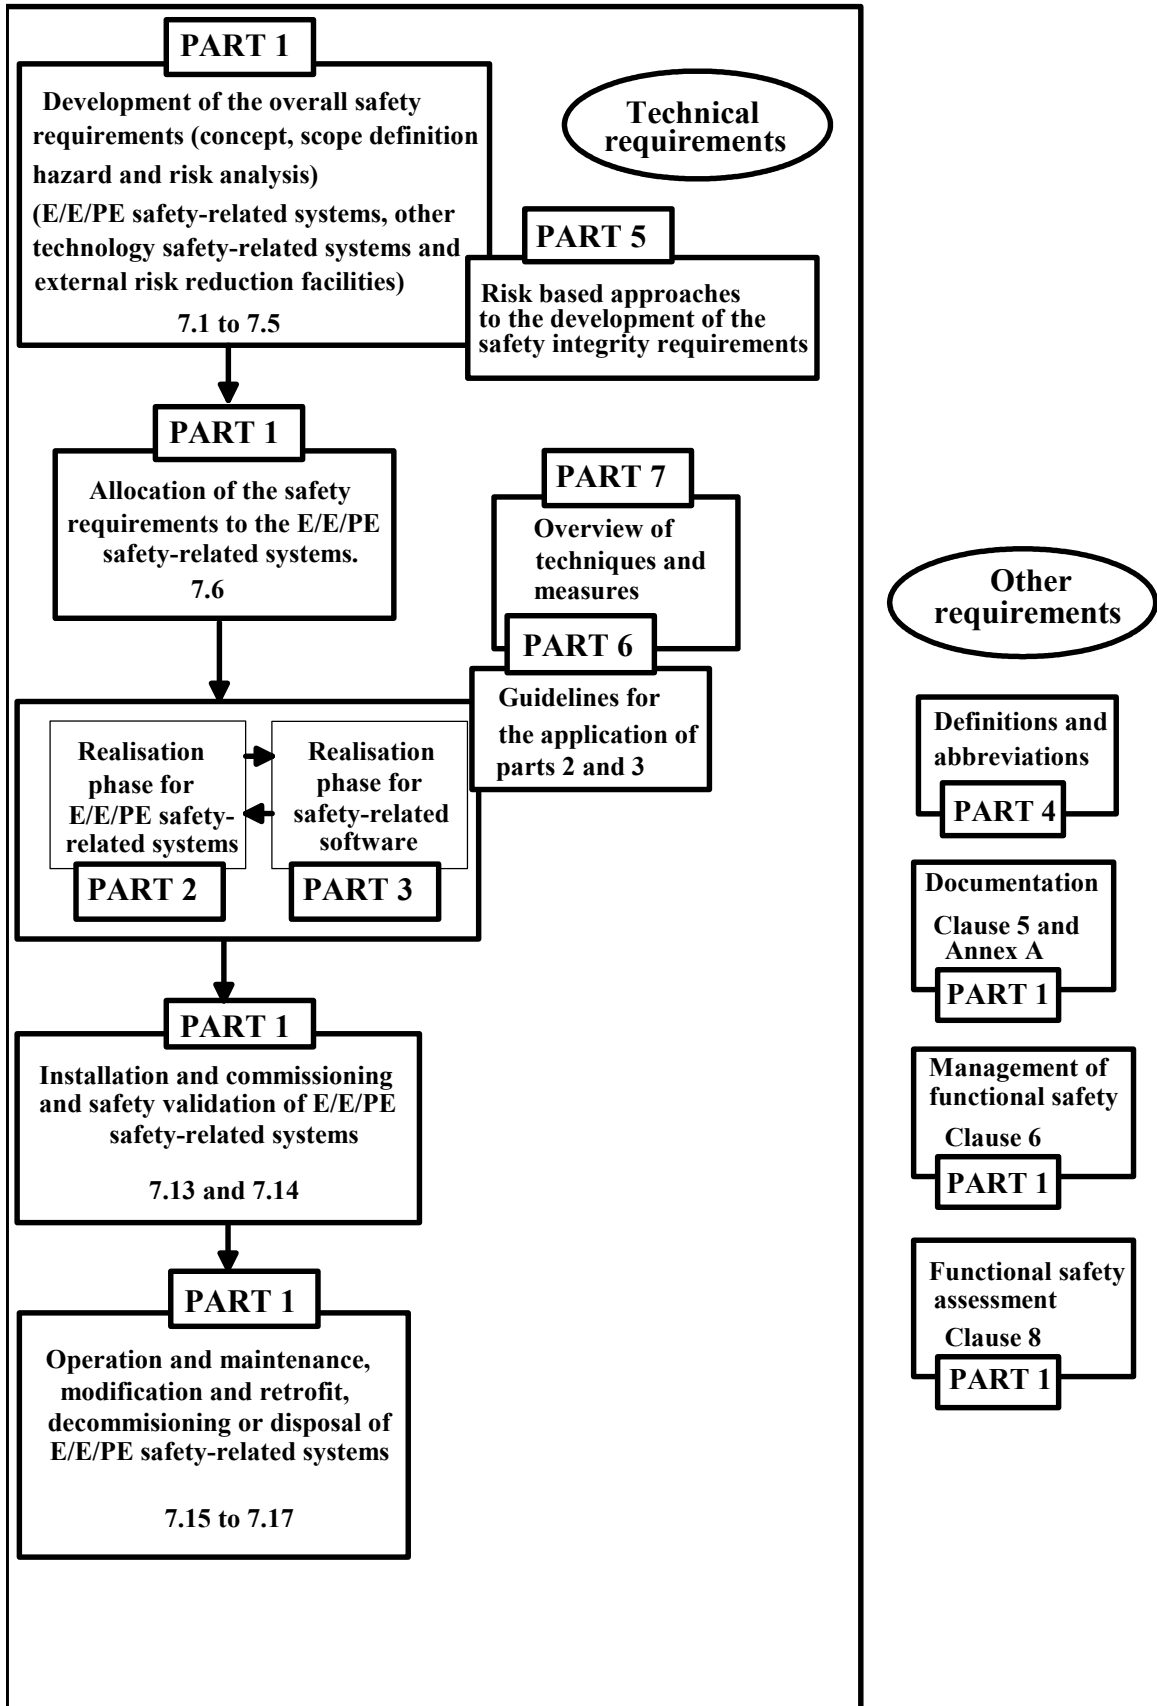 PART 1
Development of the overall safety
requirements (concept, scope definition
hazard and risk analysis)
(E/E/PE safety-related systems, other
technology safety-related systems and
external risk reduction facilities)
7.1 to 7.5
Technical
requirements
PART 5
Risk based approaches
to the development of the
safety integrity requirements
PART 1
Allocation of the safety
requirements to the E/E/PE
safety-related systems.
7.6
PART 7
Overview of
techniques and
measures
PART 6
Guidelines for
the application of
parts 2 and 3
Realisation
phase for
E/E/PE safety-
related systems
PART 2
Realisation
phase for
safety-related
software
PART 3
PART 1
Installation and commissioning
and safety validation of E/E/PE
safety-related systems
7.13 and 7.14
PART 1
Operation and maintenance,
modification and retrofit,
decommisioning or disposal of
E/E/PE safety-related systems
7.15 to 7.17
Other
requirements
Definitions and
abbreviations
PART 4
Documentation
Clause 5 and
Annex A
PART 1
Management of
functional safety
Clause 6
PART 1
Functional safety
assessment
Clause 8
PART 1